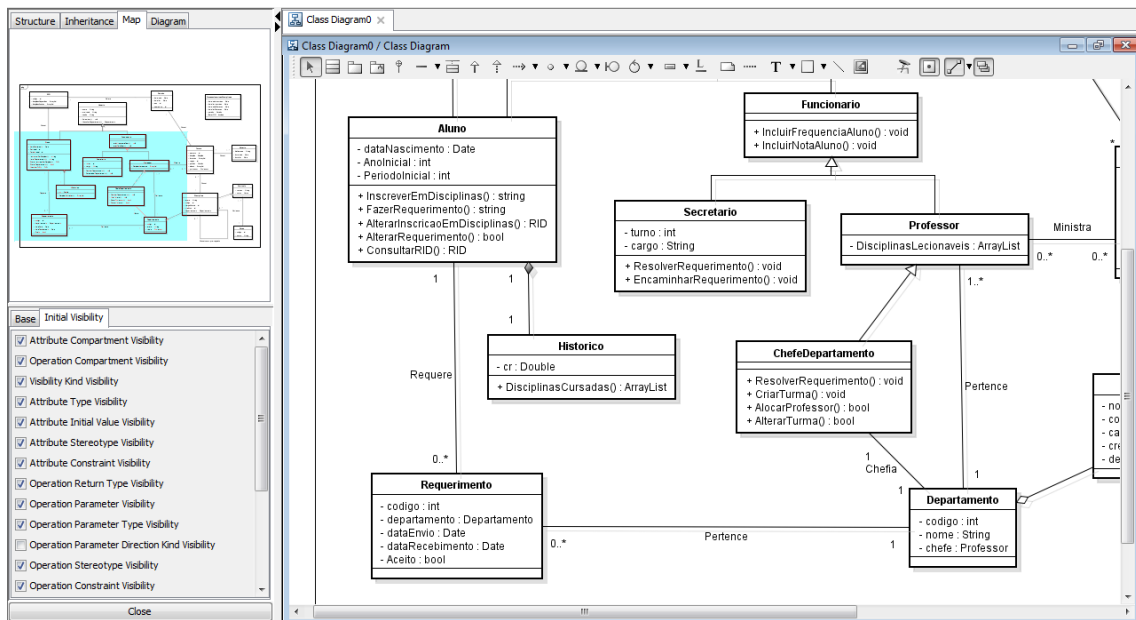 Structure
Inheritance
Map
Diagram
Base
Initial Visibility
Attribute Compartment Visibility
Operation Compartment Visibility
Visibility Kind Visibility
Attribute Type Visibility
Attribute Initial Value Visibility
Attribute Stereotype Visibility
Attribute Constraint Visibility
Operation Return Type Visibility
Operation Parameter Visibility
Operation Parameter Type Visibility
Operation Parameter Direction Kind Visibility
Operation Stereotype Visibility
Operation Constraint Visibility
Close
Class Diagram0
Class Diagram0 / Class Diagram
T
Aluno
- dataNascimento : Date
- AnoInicial : int
- PeriodoInicial : int
+ InscreverEmDisciplinas() : string
+ FazerRequerimento() : string
+ AlterarInscricaoEmDisciplinas() : RID
+ AlterarRequerimento() : bool
+ ConsultarRID() : RID
Funcionario
+ IncluirFrequenciaAluno() : void
+ IncluirNotaAluno() : void
Secretario
- turno : int
- cargo : String
+ ResolverRequerimento() : void
+ EncaminharRequerimento() : void
Professor
- DisciplinasLecionaveis : ArrayList
Ministra
0..*
0..*
*
1
1
1
1..*
Historico
- cr : Double
+ DisciplinasCursadas() : ArrayList
Requere
0..*
ChefeDepartamento
+ ResolverRequerimento() : void
+ CriarTurma() : void
+ AlocarProfessor() : bool
+ AlterarTurma() : bool
Pertence
1
Chefia
1
1
- no
- co
- ca
- cre
- de
Requerimento
- codigo : int
- departamento : Departamento
- dataEnvio : Date
- dataRecebimento : Date
- Aceito : bool
0..*
Pertence
1
Departamento
- codigo : int
- nome : String
- chefe : Professor